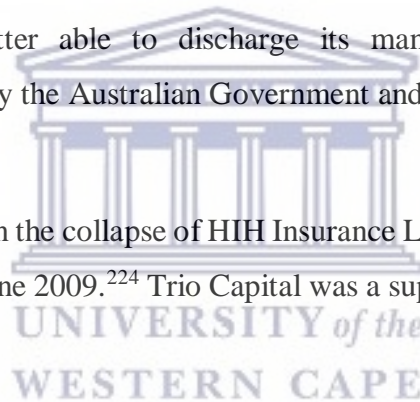 tter able to discharge its man
y the Australian Government and
n the collapse of HIH Insurance L
ne 2009.224 Trio Capital was a su
UNIVERSITY of the
WESTERN CAPE